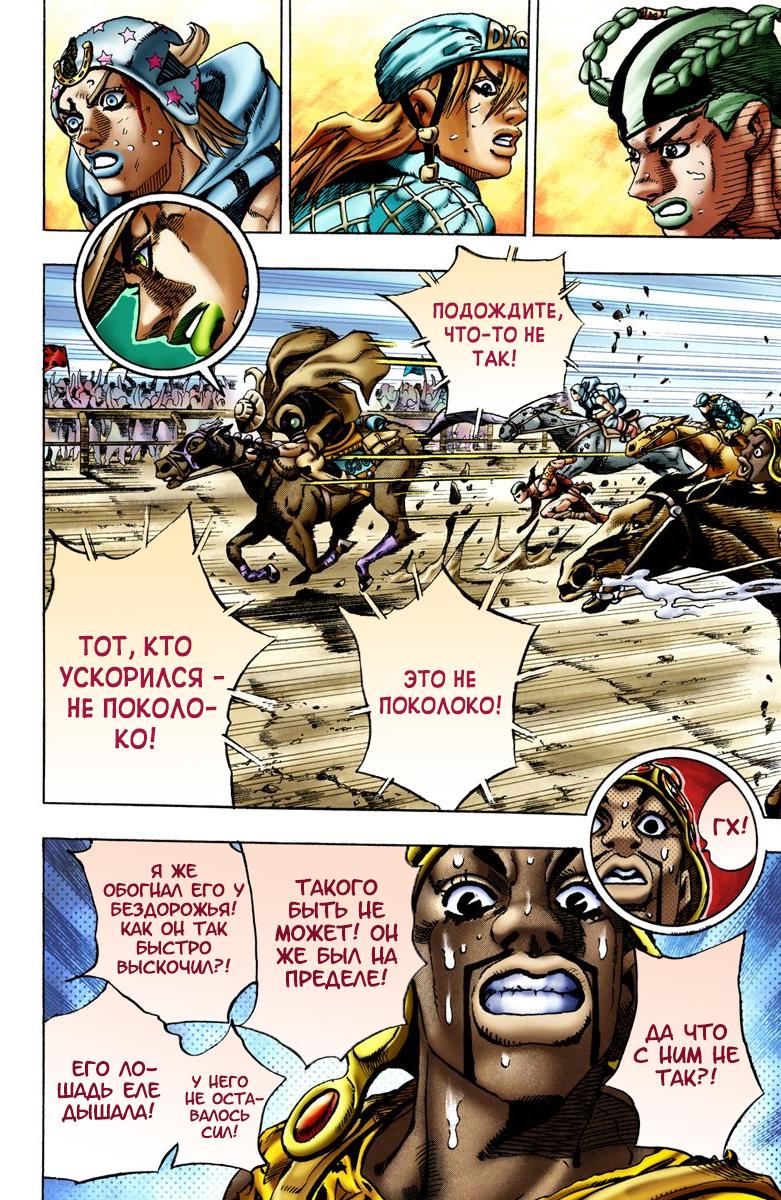 Dio
ПОДОЖДИТЕ,
ЧТО-ТО НЕ
ТАК!
ТОТ, КТО
УСКОРИЛСЯ -
НЕ ПОКОЛО-
КО!
ЭТО НЕ
ПОКОЛОКО!
ГХ!
Я ЖЕ
ОБОГНАЛ ЕГО У
БЕЗДОРОЖЬЯ!
КАК ОН ТАК
БЫСТРО
ВЫСКОЧИЛ?!
ТАКОГО
БЫТЬ НЕ
МОЖЕТ! ОН
ЖЕ БЫЛ НА
ПРЕДЕЛЕ!
ЕГО ЛО-
ШАДЬ ЕЛЕ
ДЫШАЛА!
У НЕГО
НЕ ОСТА-
ВАЛОСЬ
СИЛ!
ДА ЧТО
С НИМ НЕ
ТАК?!